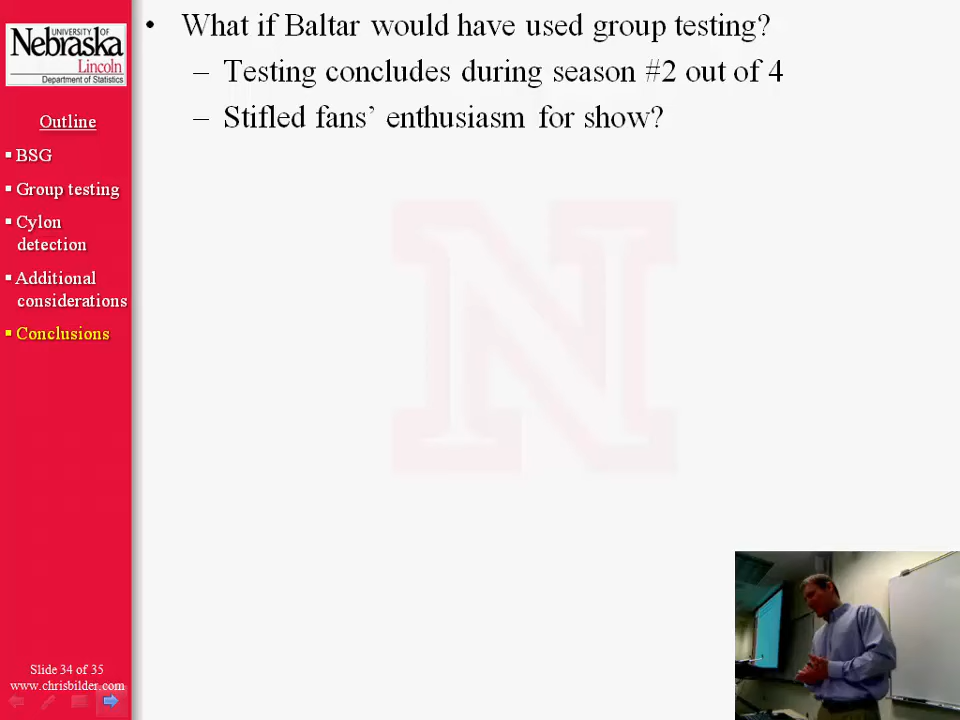 UNIVERSITY OF
Nebraska
Lincoln
Department of Statistics
Outline
▪ BSG
▪ Group testing
▪ Cylon
detection
▪ Additional
considerations
▪ Conclusions
Slide 34 of 35
www.chrisbilder.com
• What if Baltar would have used group testing?
– Testing concludes during season #2 out of 4
– Stifled fans’ enthusiasm for show?
N